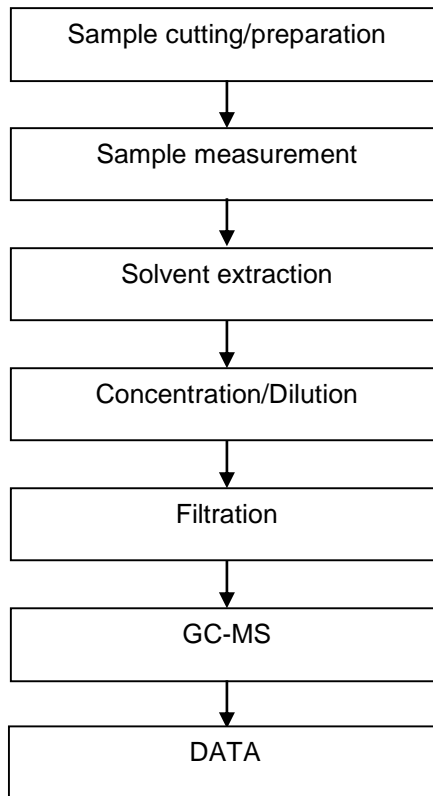 Sample cutting/preparation
Sample measurement
Solvent extraction
Concentration/Dilution
Filtration
GC-MS
DATA